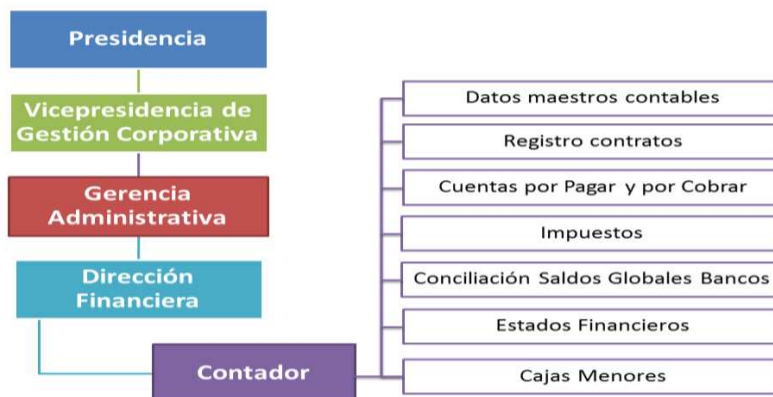 Presidencia
Vicepresidencia de
Gestión Corporativa
Gerencia
Administrativa
Dirección
Financiera
Contador
Datos maestros contables
Registro contratos
Cuentas por Pagar y por Cobrar
Impuestos
Conciliación Saldos Globales Bancos
Estados Financieros
Cajas Menores